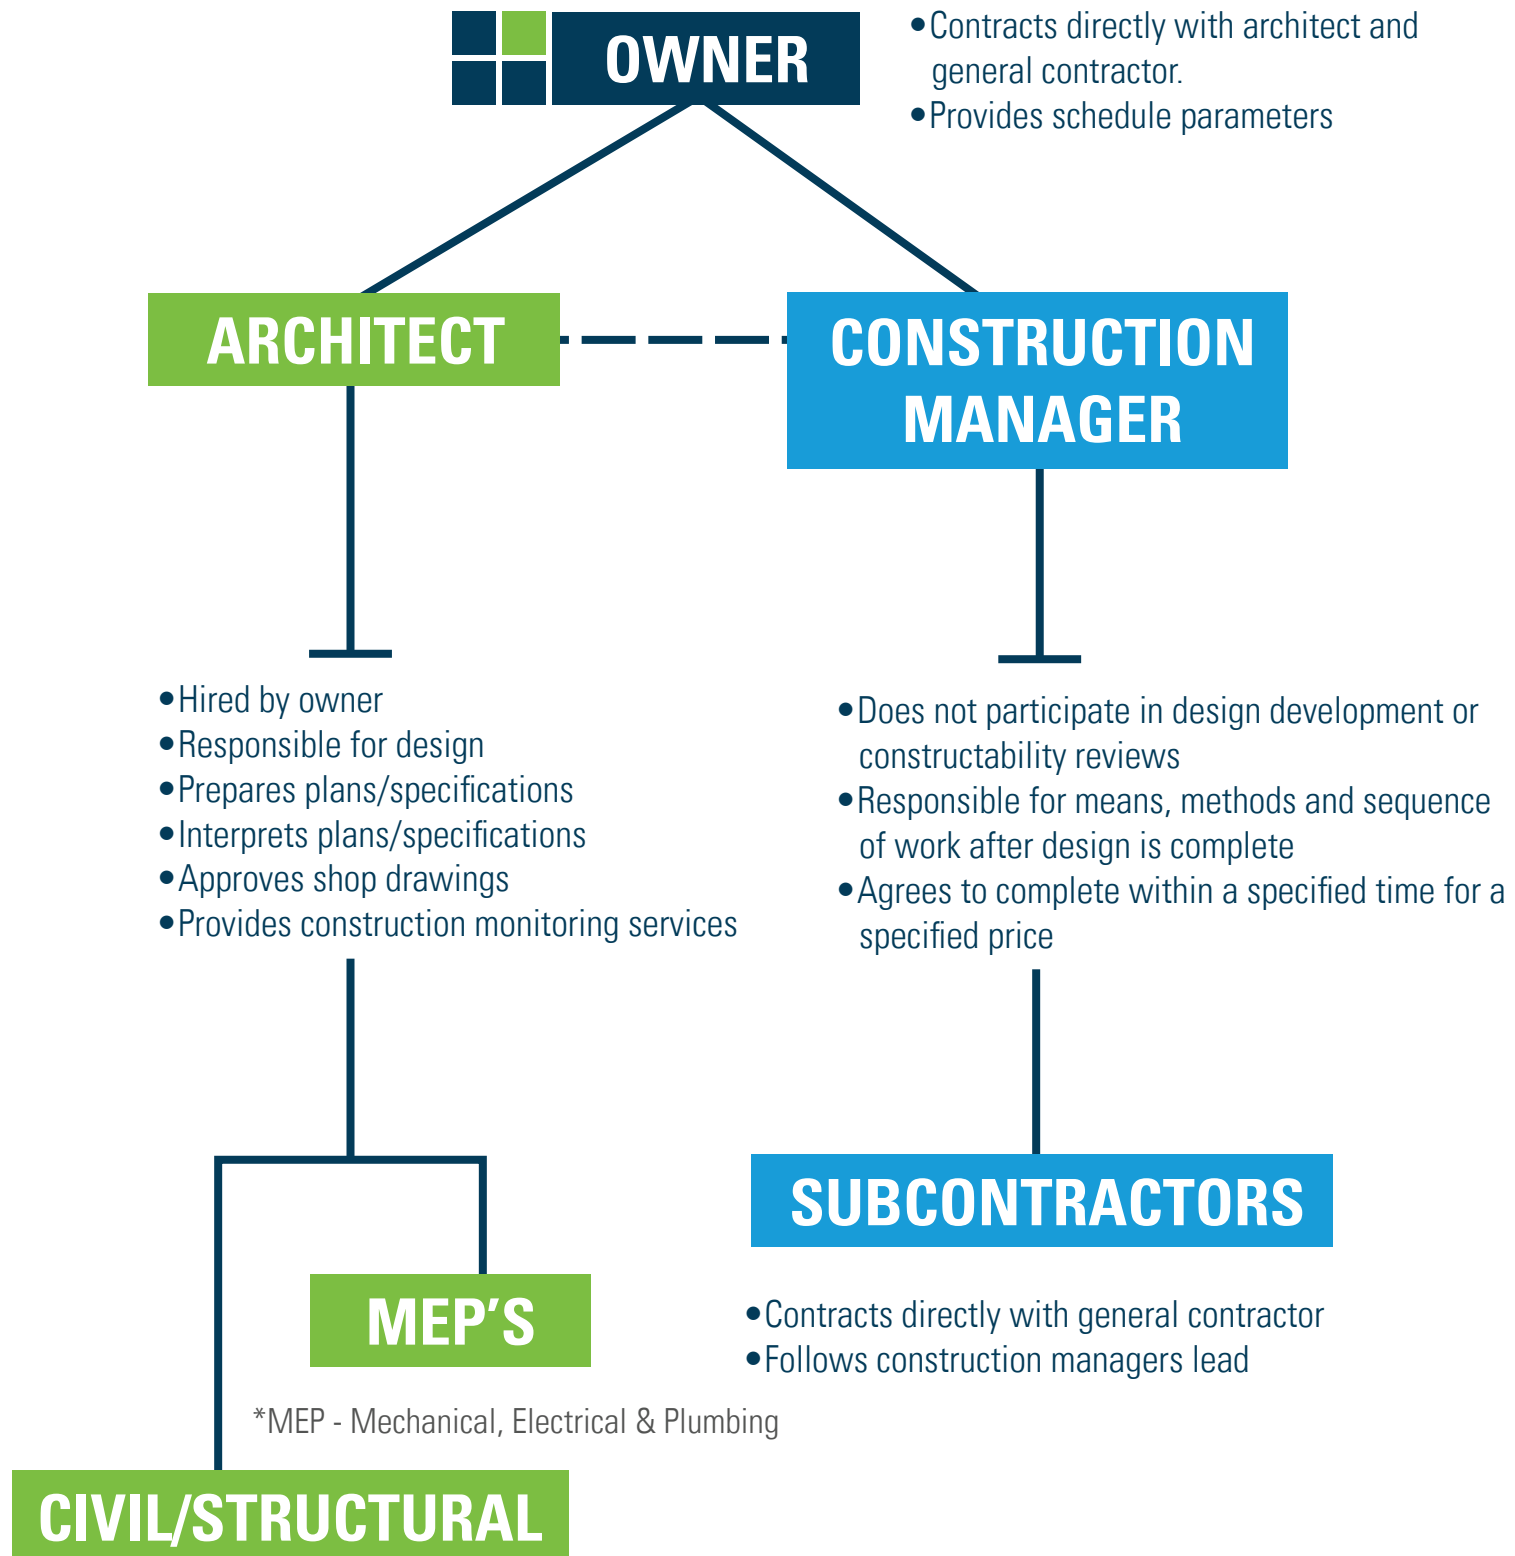 OWNER
•Contracts directly with architect and
general contractor.
•Provides schedule parameters
ARCHITECT
CONSTRUCTION
MANAGER
•Hired by owner
•Responsible for design
•Prepares plans/specifications
•Interprets plans/specifications
•Approves shop drawings
•Provides construction monitoring services
•Does not participate in design development or
constructability reviews
•Responsible for means, methods and sequence
of work after design is complete
•Agrees to complete within a specified time for a
specified price
SUBCONTRACTORS
•Contracts directly with general contractor
•Follows construction managers lead
MEP’S
*MEP - Mechanical, Electrical & Plumbing
CIVIL/STRUCTURAL